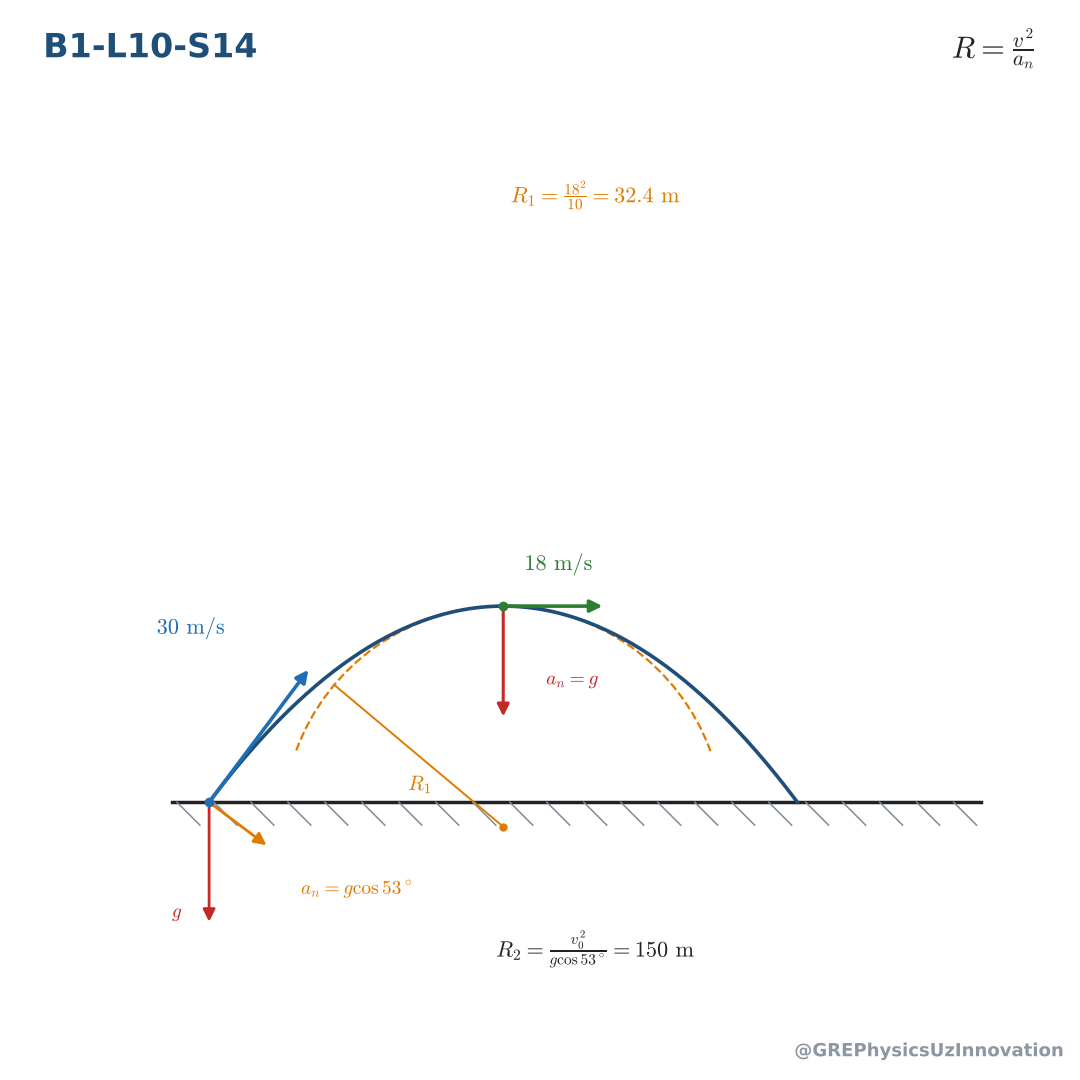 B1-L10-S14
R = v²/aₙ
R₁ = 18²/10 = 32.4 m
18 m/s
30 m/s
aₙ = g
R₁
aₙ = g cos 53°
g
R₂ = v₀²/(g cos 53°) = 150 m
@GREPhysicsUzInnovation